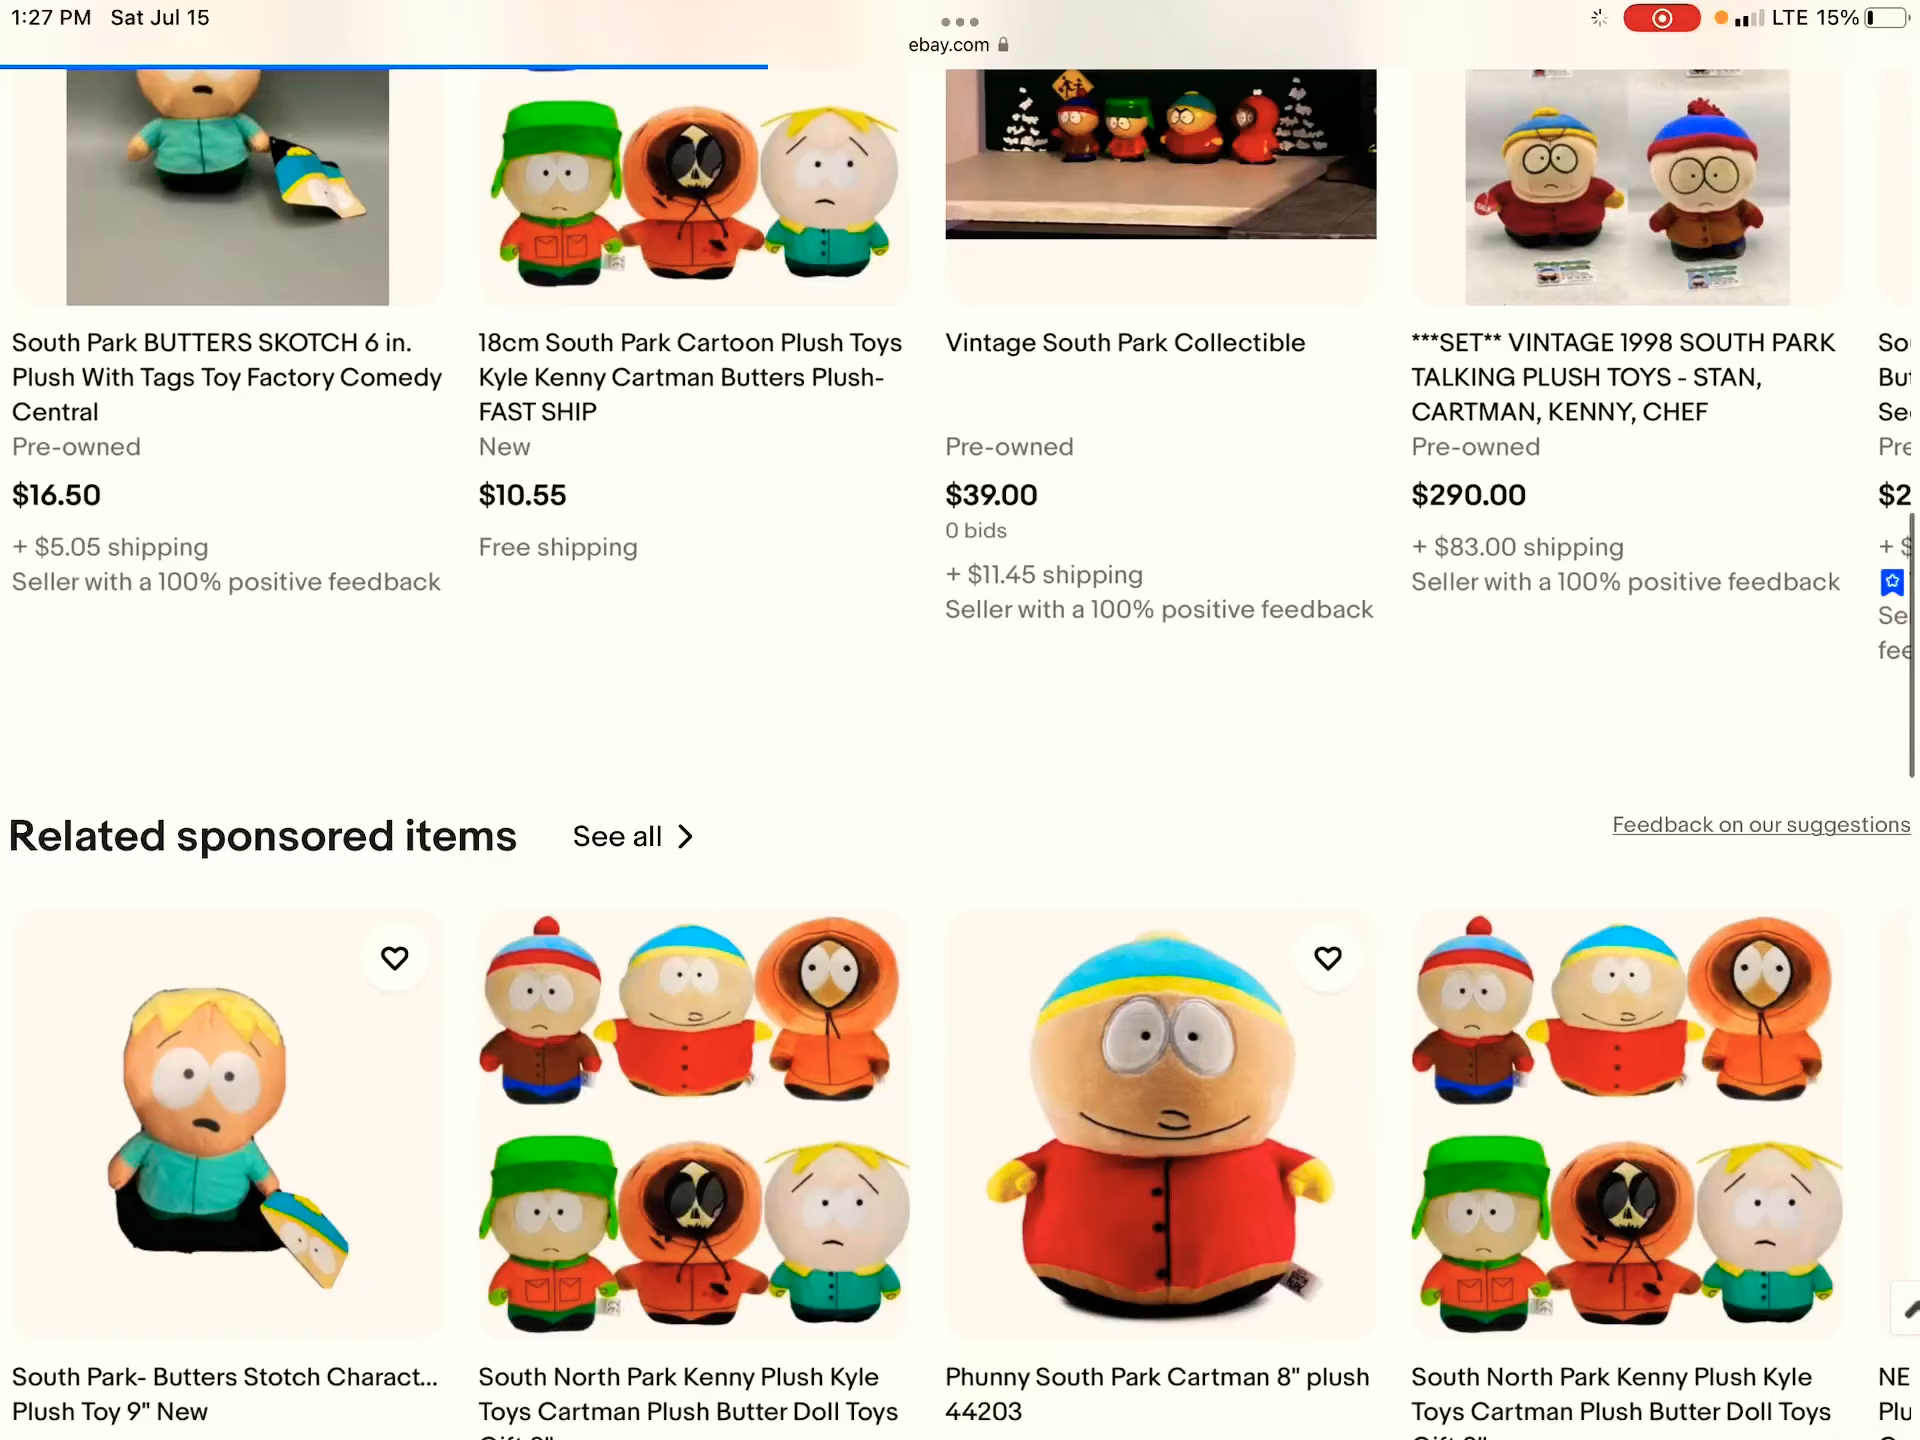 1:27 PM Sat Jul 15
ebay.com
LTE 15%
South Park BUTTERS SKOTCH 6 in.
Plush With Tags Toy Factory Comedy
Central
Pre-owned
$16.50
+ $5.05 shipping
Seller with a 100% positive feedback
18cm South Park Cartoon Plush Toys
Kyle Kenny Cartman Butters Plush-
FAST SHIP
New
$10.55
Free shipping
Vintage South Park Collectible
Pre-owned
$39.00
0 bids
+ $11.45 shipping
Seller with a 100% positive feedback
***SET** VINTAGE 1998 SOUTH PARK
TALKING PLUSH TOYS - STAN,
CARTMAN, KENNY, CHEF
Pre-owned
$290.00
+ $83.00 shipping
Seller with a 100% positive feedback
Related sponsored items
See all
Feedback on our suggestions
South Park- Butters Stotch Charact...
Plush Toy 9" New
South North Park Kenny Plush Kyle
Toys Cartman Plush Butter Doll Toys
Phunny South Park Cartman 8" plush
44203
South North Park Kenny Plush Kyle
Toys Cartman Plush Butter Doll Toys